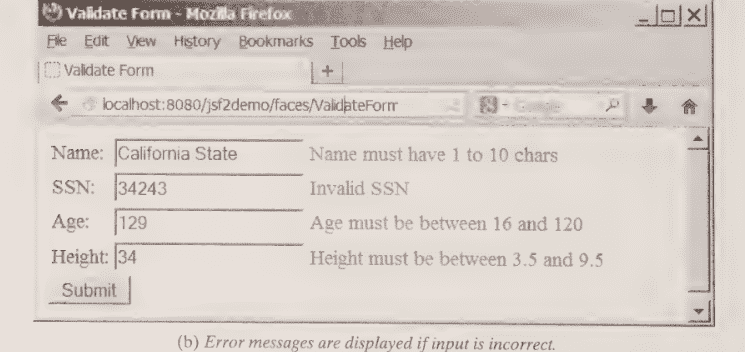 Validate Form - Mozilla Firefox
File Edit View History Bookmarks Tools Help
Validate Form +
localhost:8080/jsf2demo/faces/ValidateForm Google
Name: California State Name must have 1 to 10 chars
SSN: 34243 Invalid SSN
Age: 129 Age must be between 16 and 120
Height: 34 Height must be between 3.5 and 9.5
Submit
(b) Error messages are displayed if input is incorrect.